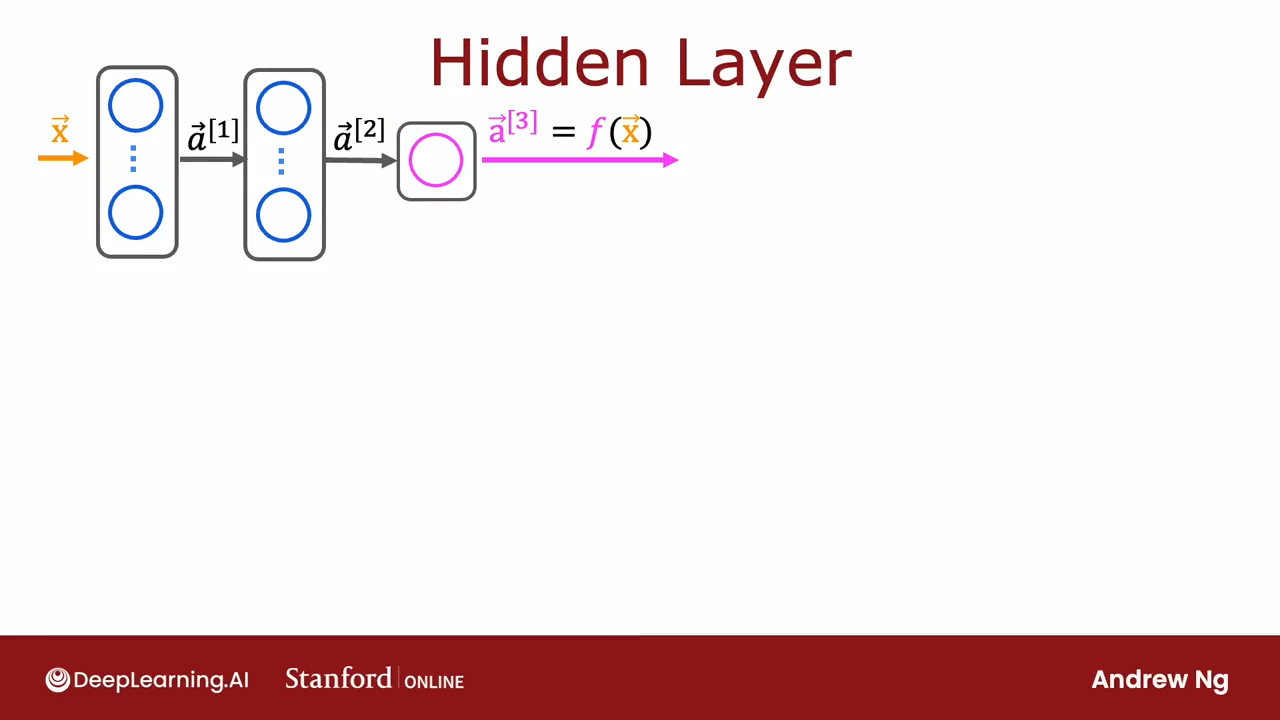 Hidden Layer
x⃗
a⃗[1]
a⃗[2]
a⃗[3] = f(x⃗)
DeepLearning.AI
Stanford | ONLINE
Andrew Ng